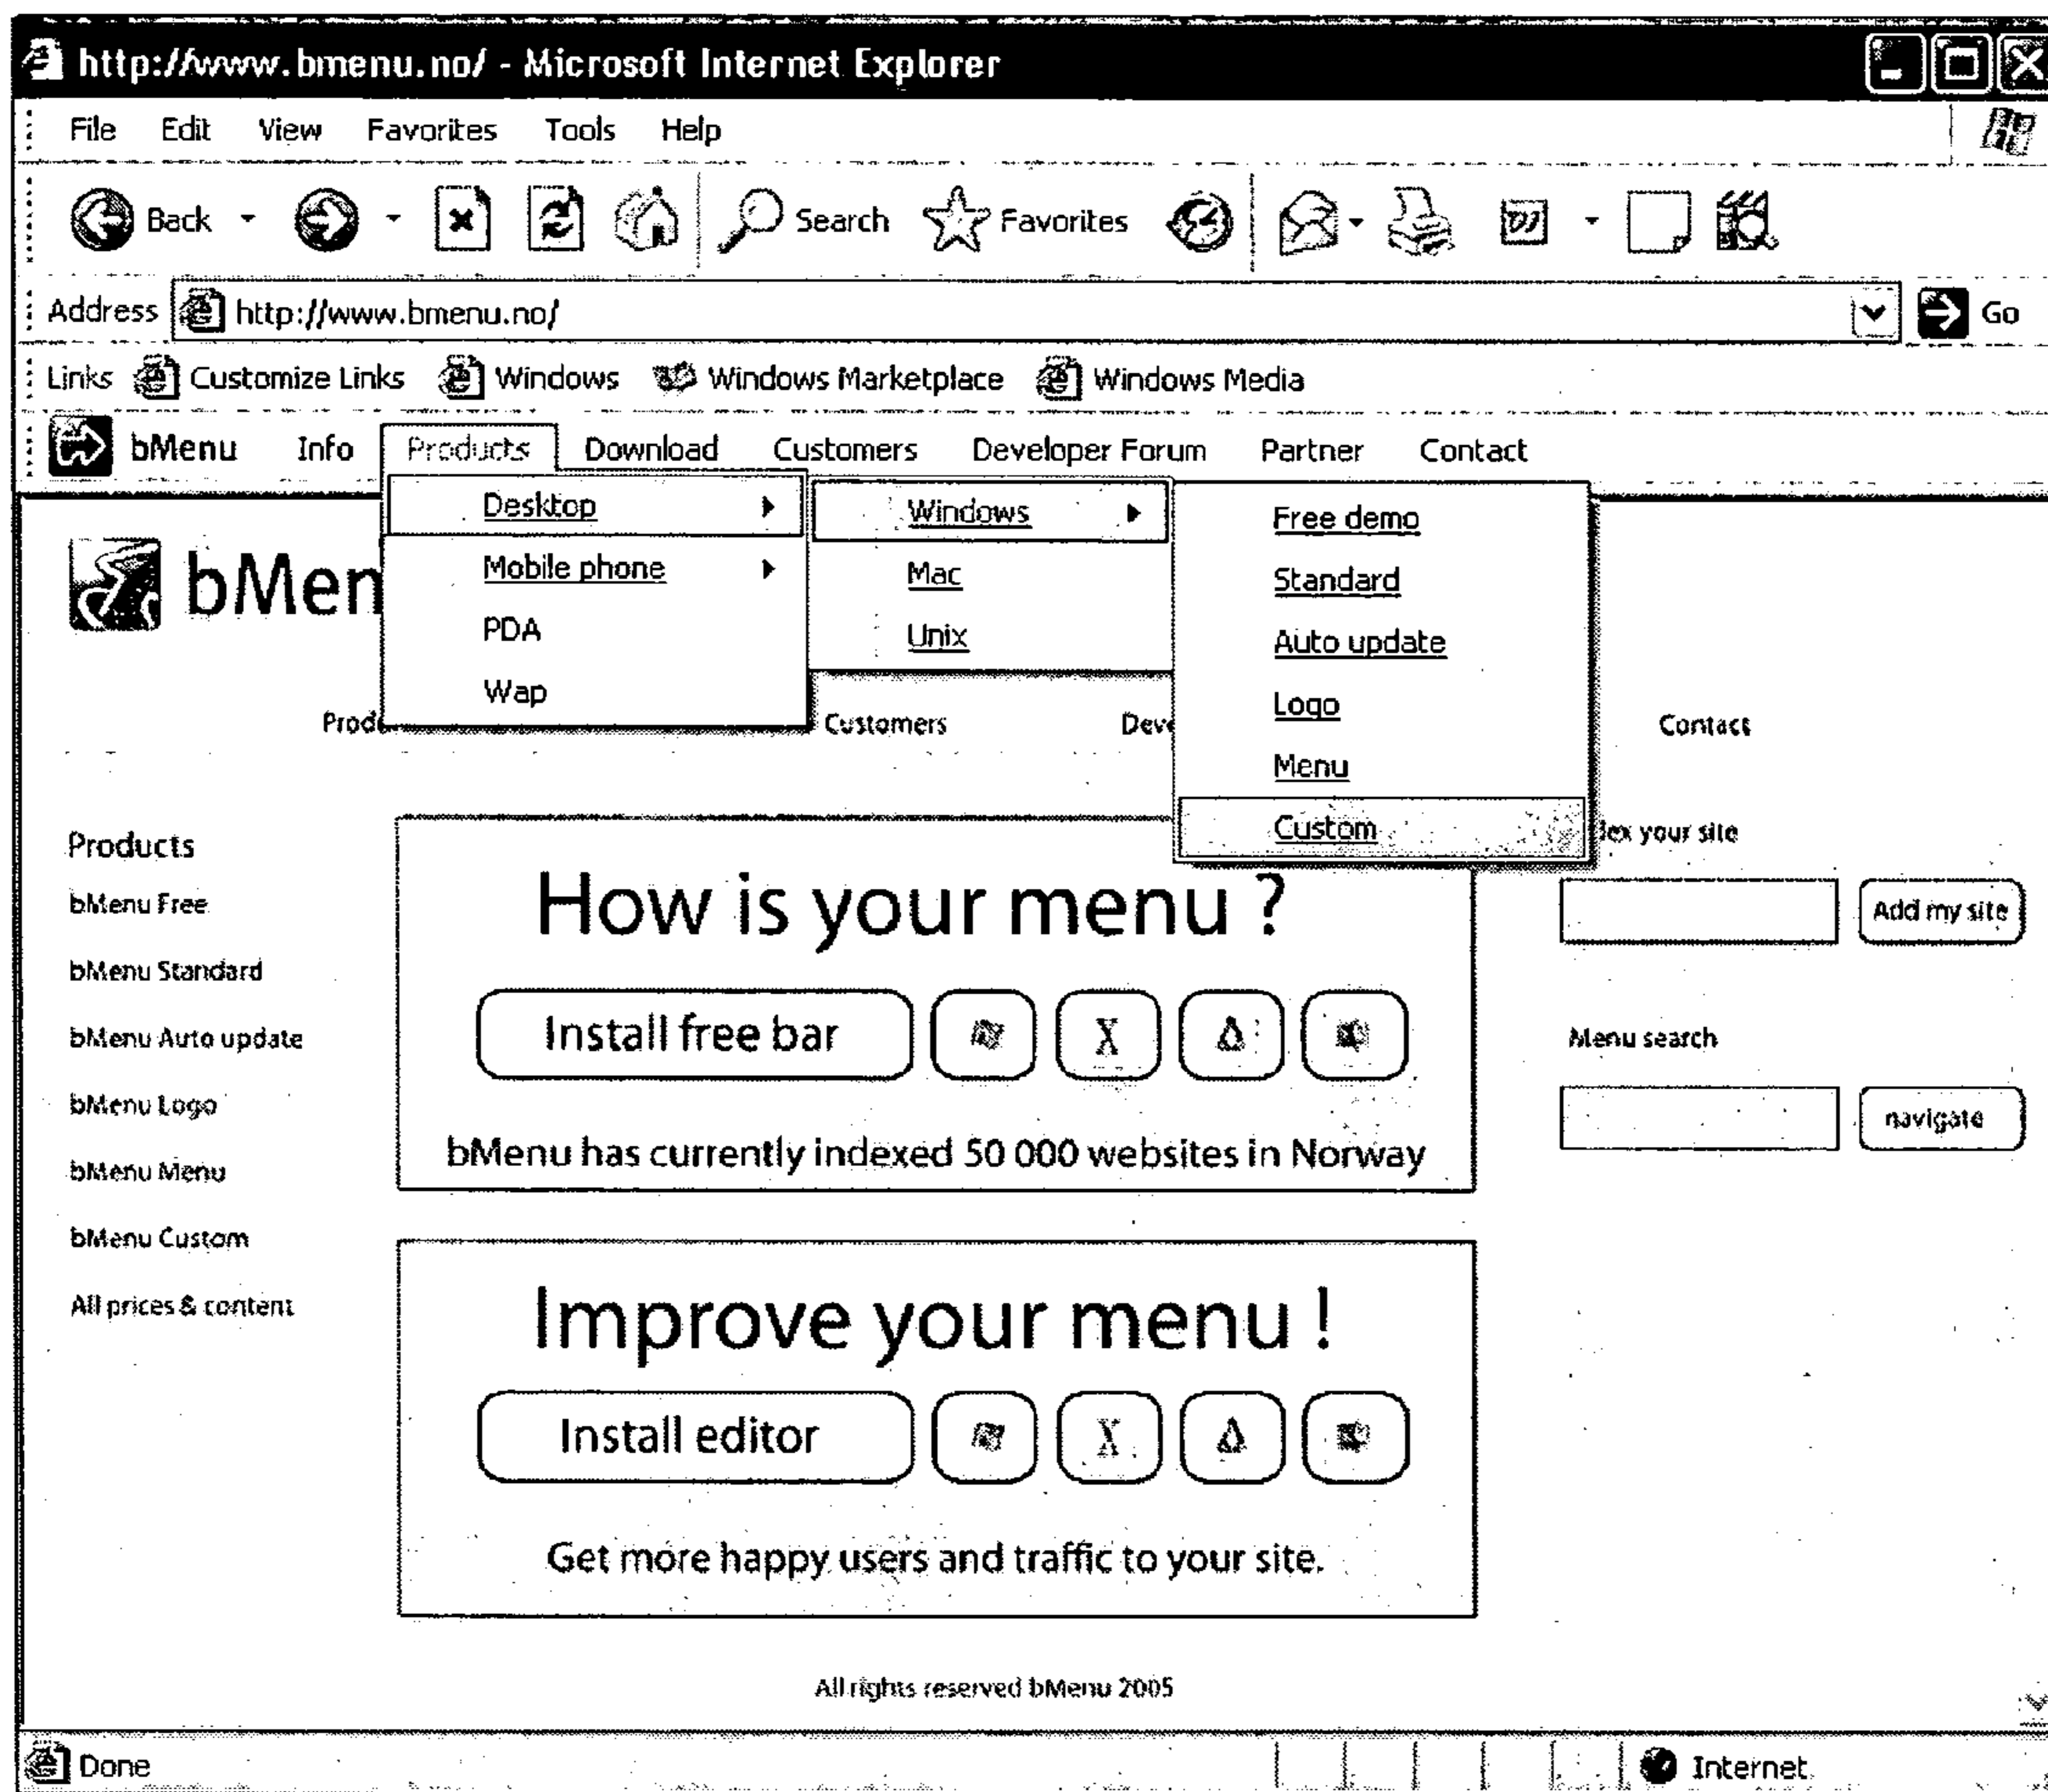 http://www.bmenu.no/ - Microsoft Internet Explorer
File Edit View Favorites Tools Help
Back Search Favorites
Address http://www.bmenu.no/ Go
Links Customize Links Windows Windows Marketplace Windows Media
bMenu Info Products Download Customers Developer Forum Partner Contact
Desktop Windows Free demo
Mobile phone Mac Standard
PDA Unix Auto update
Wap Logo
Menu
Custom
bMen
Prod Customers Deve Contact
Products
bMenu Free
bMenu Standard
bMenu Auto update
bMenu Logo
bMenu Menu
bMenu Custom
All prices & content
How is your menu ?
Install free bar X
bMenu has currently indexed 50 000 websites in Norway
Improve your menu !
Install editor X
Get more happy users and traffic to your site.
lex your site
Add my site
Menu search
navigate
All rights reserved bMenu 2005
Done Internet